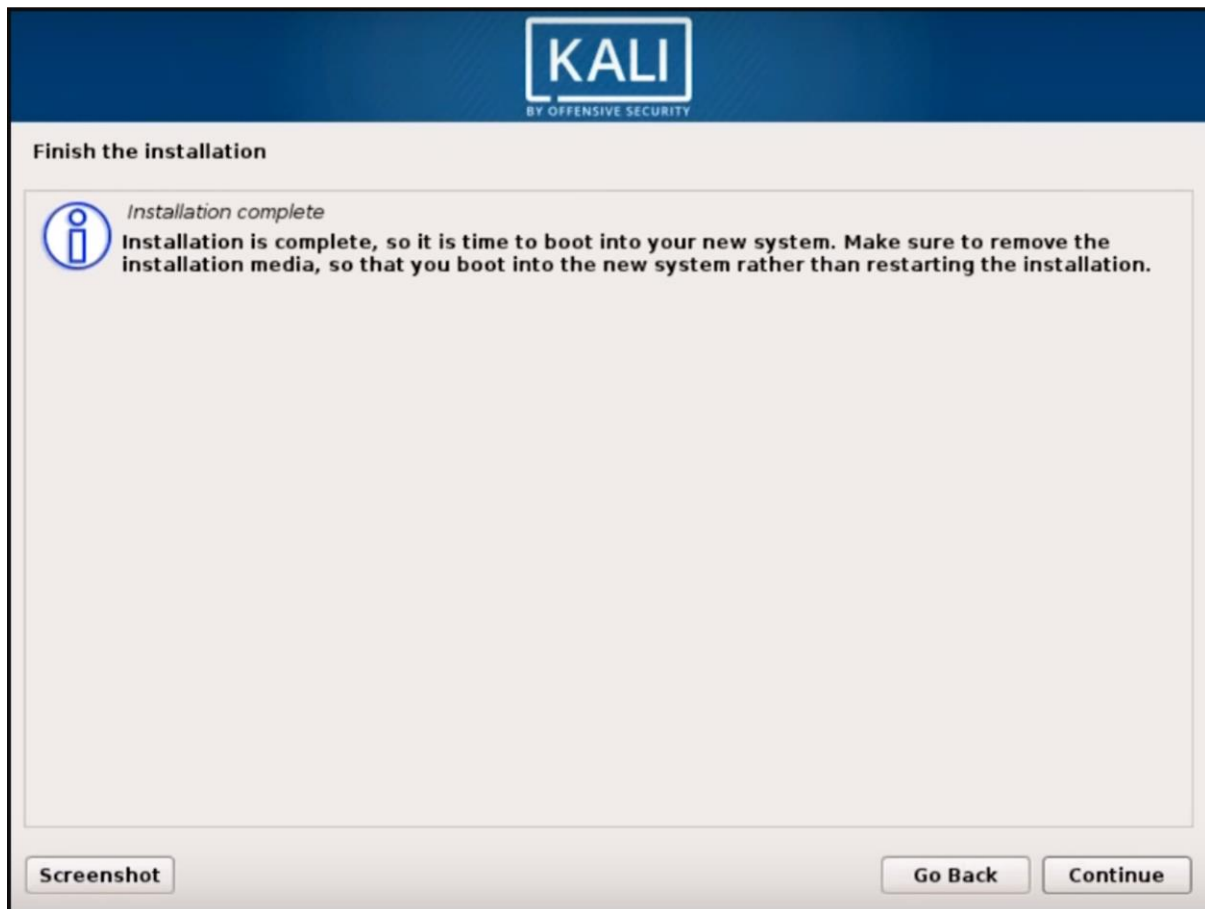 KALI
BY OFFENSIVE SECURITY
Finish the installation
Installation complete
Installation is complete, so it is time to boot into your new system. Make sure to remove the
installation media, so that you boot into the new system rather than restarting the installation.
Screenshot
Go Back
Continue